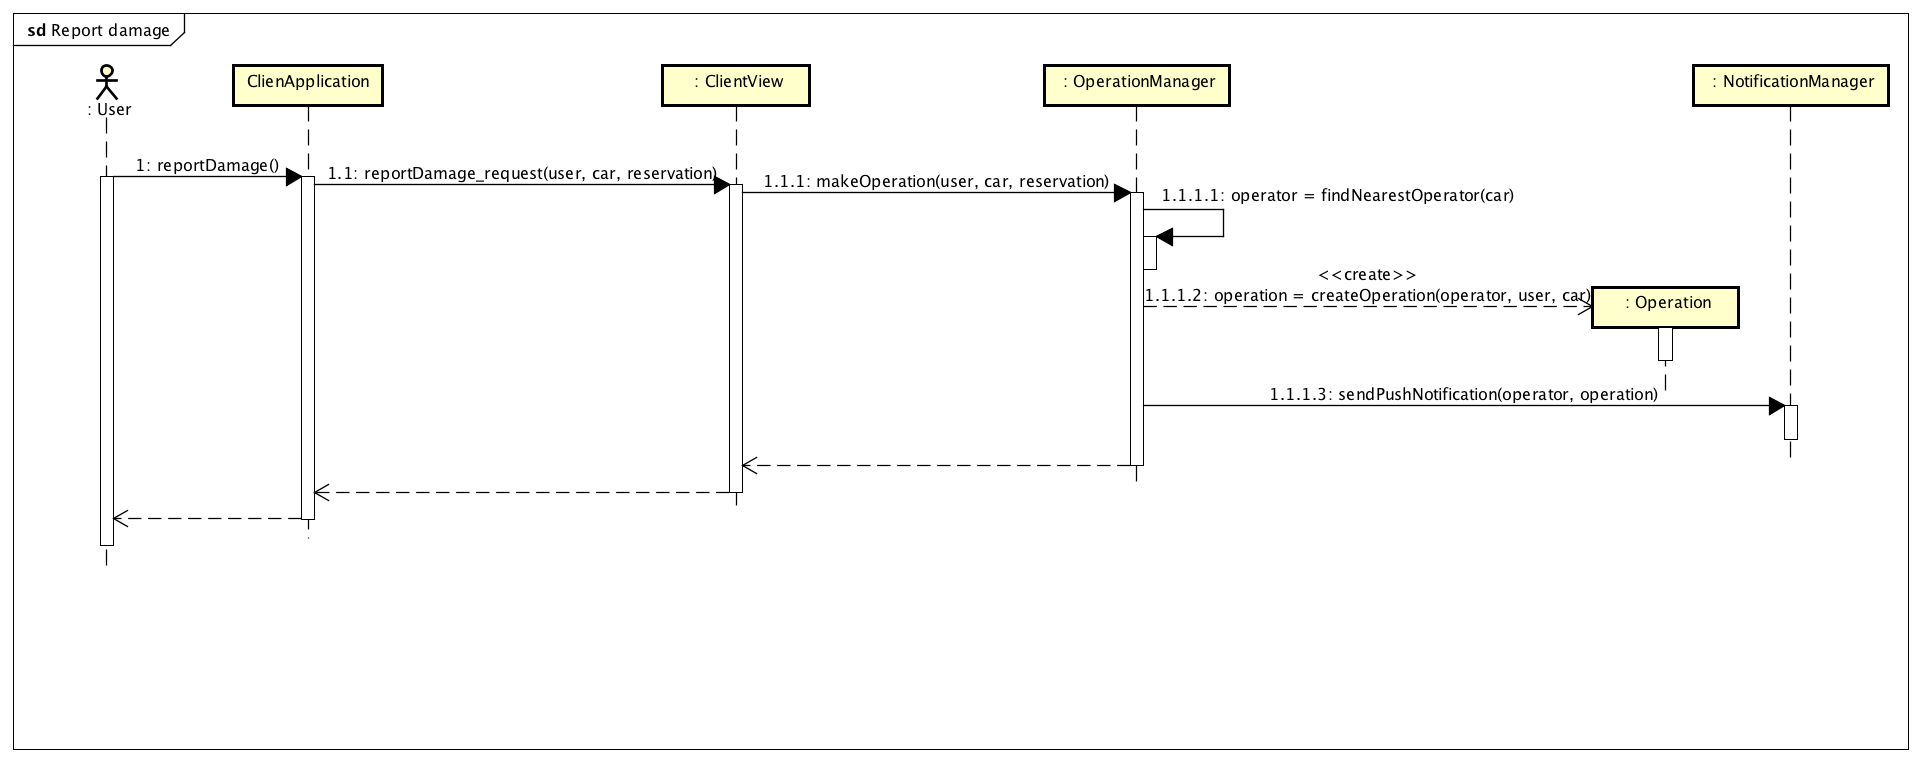 sd Report damage
: User
ClienApplication
: ClientView
: OperationManager
: NotificationManager
1: reportDamage()
1.1: reportDamage_request(user, car, reservation)
1.1.1: makeOperation(user, car, reservation)
1.1.1.1: operator = findNearestOperator(car)
<<create>>
1.1.1.2: operation = createOperation(operator, user, car)
: Operation
1.1.1.3: sendPushNotification(operator, operation)